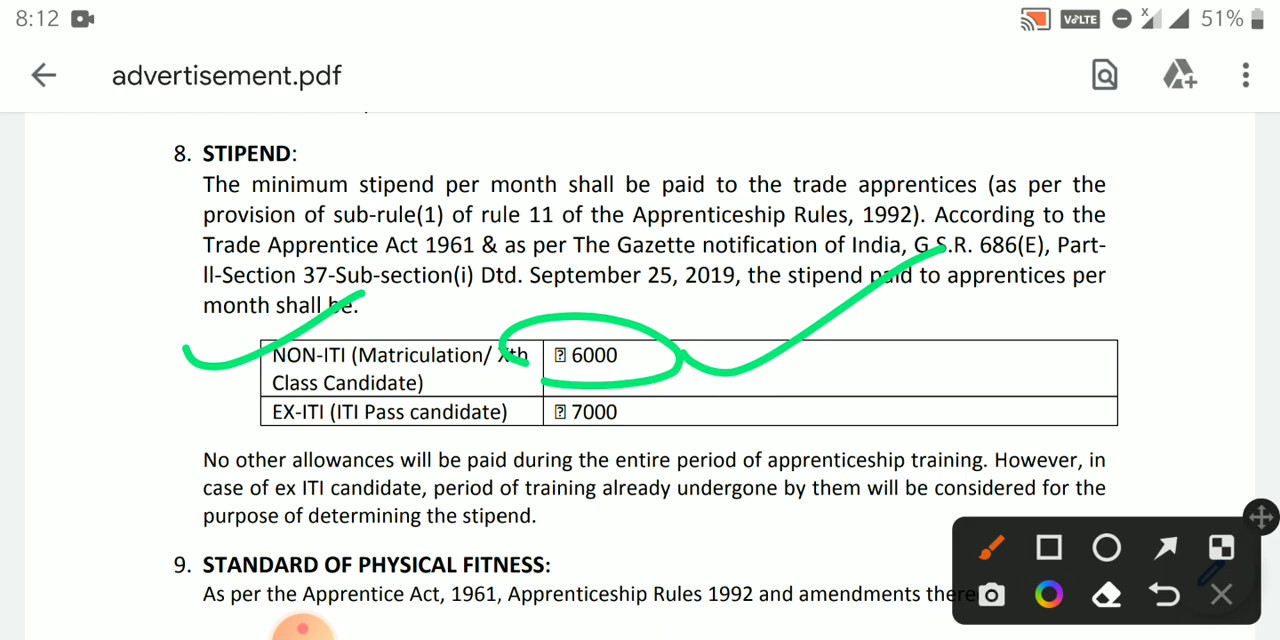 8:12 VoLTE x 51%
advertisement.pdf
8. STIPEND:
The minimum stipend per month shall be paid to the trade apprentices (as per the
provision of sub-rule(1) of rule 11 of the Apprenticeship Rules, 1992). According to the
Trade Apprentice Act 1961 & as per The Gazette notification of India, G.S.R. 686(E), Part-
ll-Section 37-Sub-section(i) Dtd. September 25, 2019, the stipend paid to apprentices per
month shall be.
NON-ITI (Matriculation/ Xth ⍰ 6000
Class Candidate)
EX-ITI (ITI Pass candidate) ⍰ 7000
No other allowances will be paid during the entire period of apprenticeship training. However, in
case of ex ITI candidate, period of training already undergone by them will be considered for the
purpose of determining the stipend.
9. STANDARD OF PHYSICAL FITNESS:
As per the Apprentice Act, 1961, Apprenticeship Rules 1992 and amendments